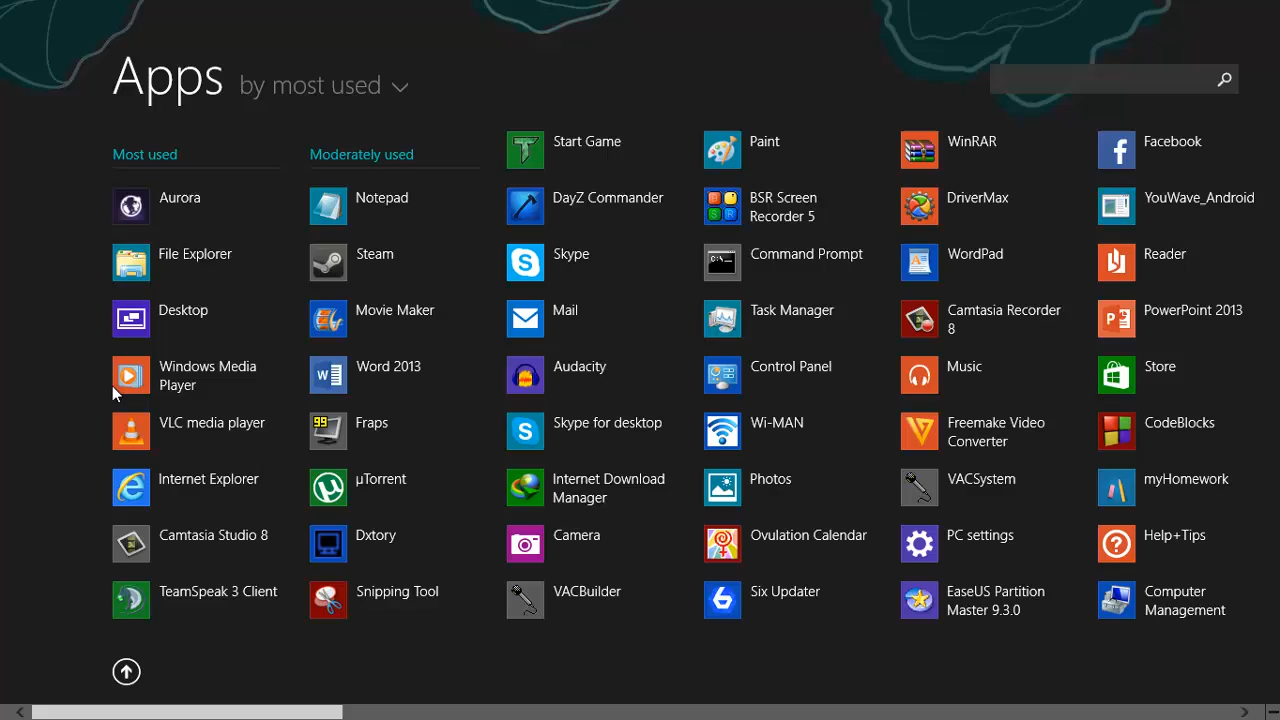 Apps by most used
Most used
Aurora
File Explorer
Desktop
Windows Media
Player
VLC media player
Internet Explorer
Camtasia Studio 8
TeamSpeak 3 Client
Moderately used
Notepad
Steam
Movie Maker
Word 2013
99
Fraps
µTorrent
Dxtory
Snipping Tool
Start Game
DayZ Commander
Skype
Mail
Audacity
Skype for desktop
Internet Download
Manager
Camera
VACBuilder
Paint
BSR Screen
Recorder 5
Command Prompt
Task Manager
Control Panel
Wi-MAN
Photos
Ovulation Calendar
Six Updater
WinRAR
DriverMax
WordPad
Camtasia Recorder
8
Music
Freemake Video
Converter
VACSystem
PC settings
EaseUS Partition
Master 9.3.0
Facebook
YouWave_Android
Reader
PowerPoint 2013
Store
CodeBlocks
myHomework
Help+Tips
Computer
Management